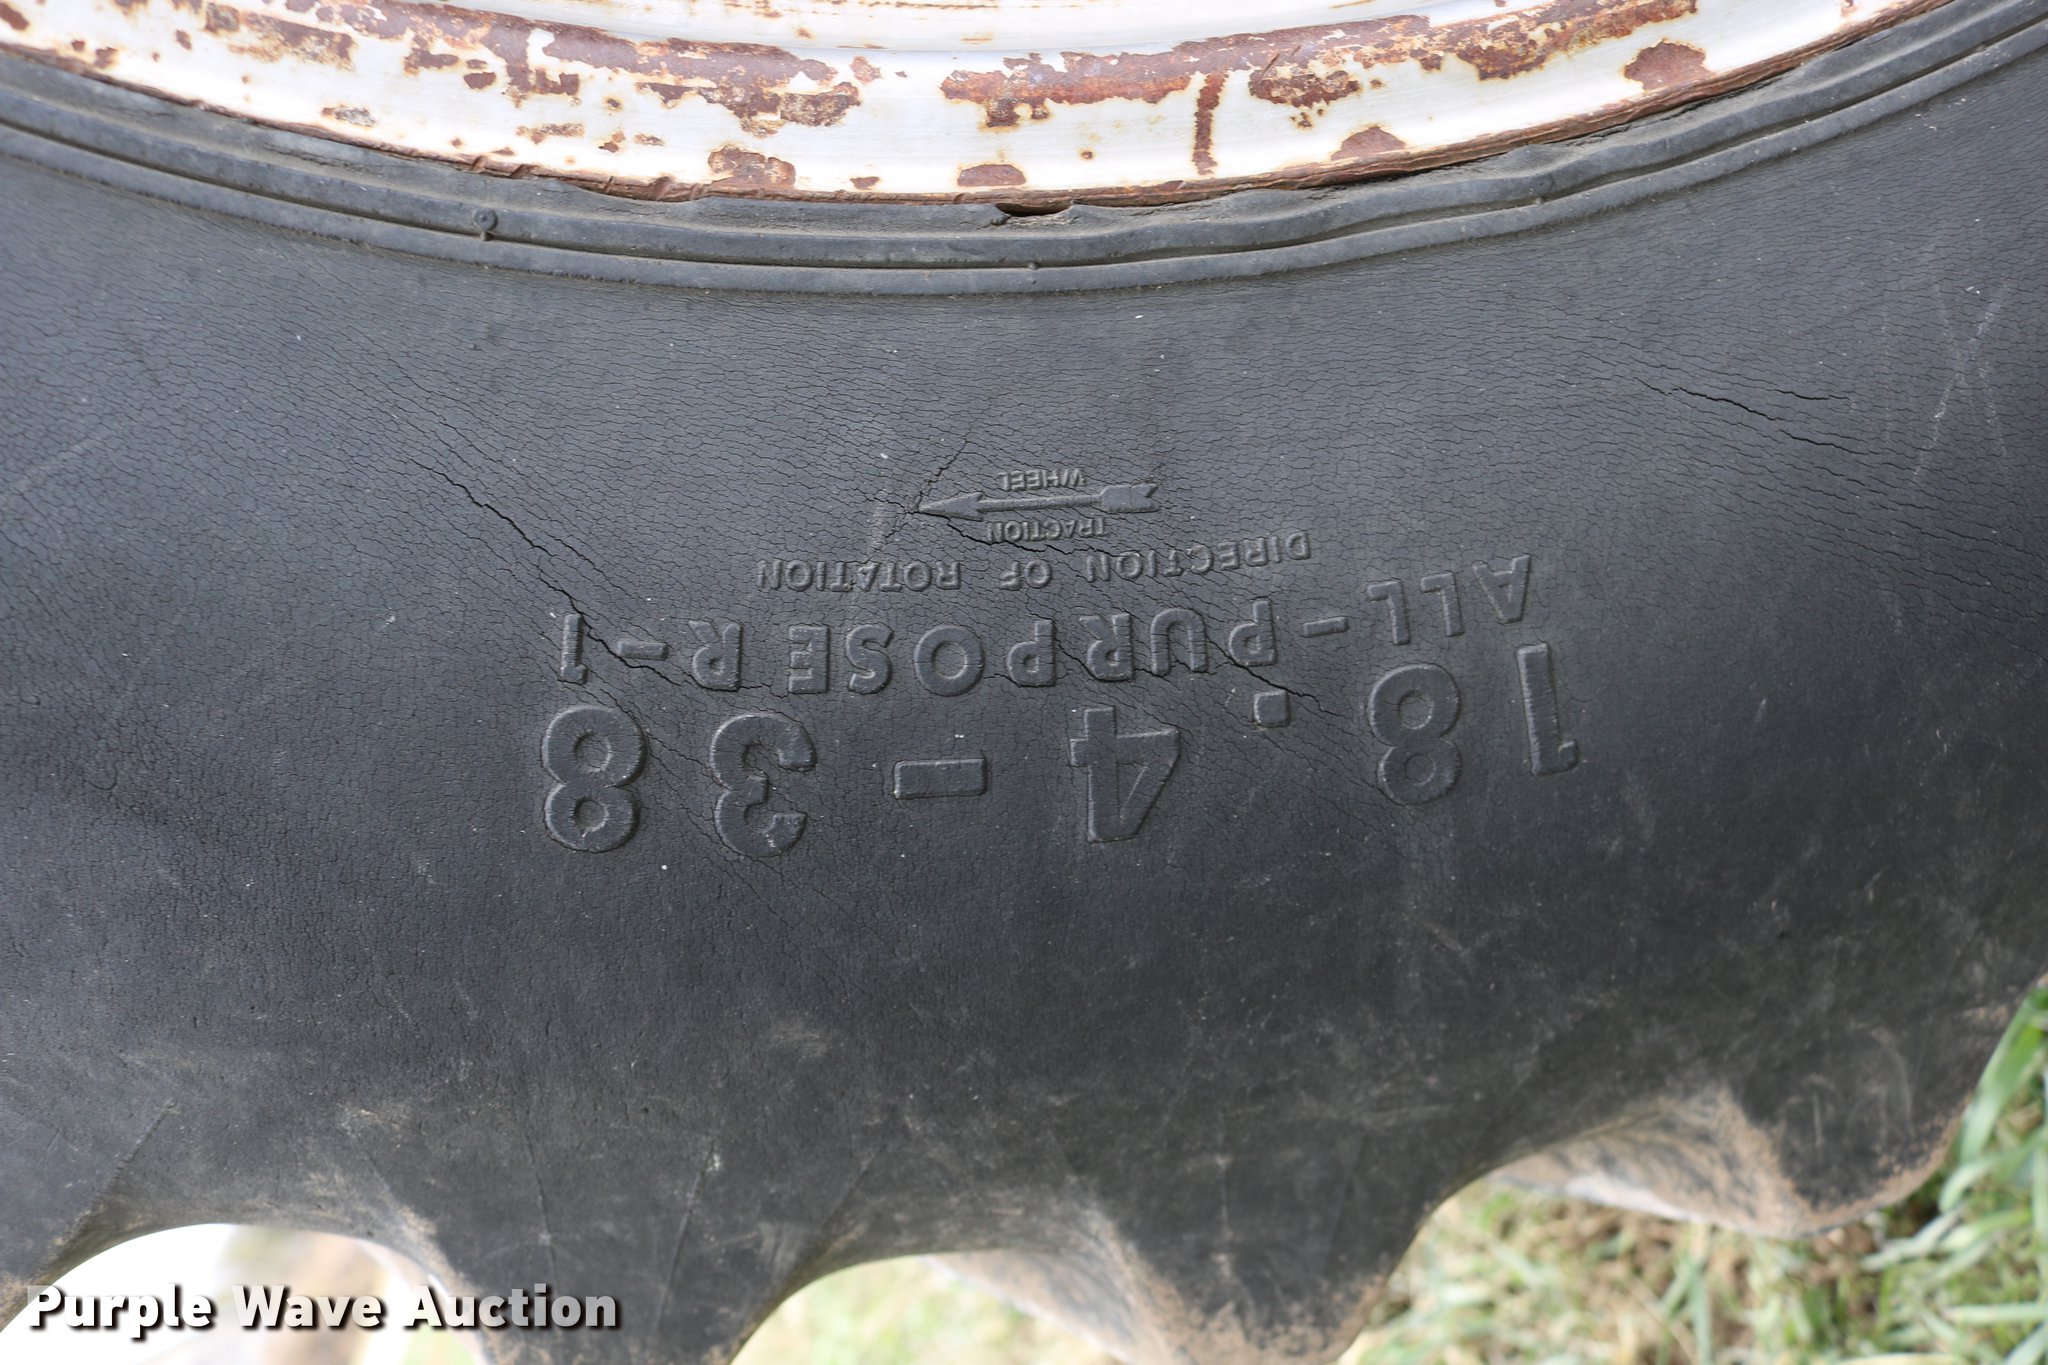 18.4-38
ALL-PURPOSE R-1
DIRECTION OF ROTATION
TRACTION
WHEEL
Purple Wave Auction